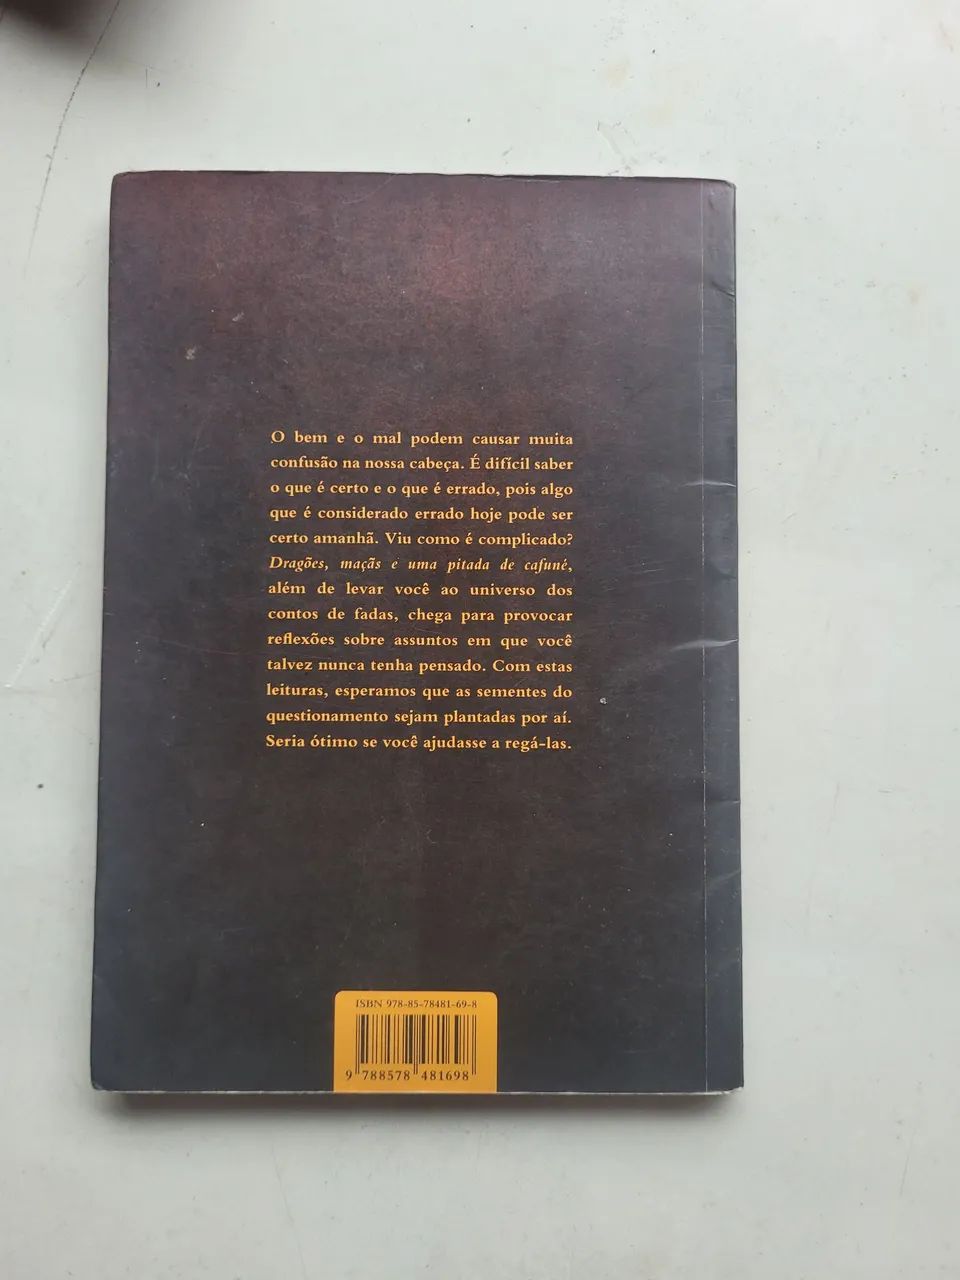 O bem e o mal podem causar muita
confusão na nossa cabeça. É difícil saber
o que é certo e o que é errado, pois algo
que é considerado errado hoje pode ser
certo amanhã. Viu como é complicado?
Dragões, maçãs e uma pitada de cafuné,
além de levar você ao universo dos
contos de fadas, chega para provocar
reflexões sobre assuntos em que você
talvez nunca tenha pensado. Com estas
leituras, esperamos que as sementes do
questionamento sejam plantadas por aí.
Seria ótimo se você ajudasse a regá-las.
ISBN 978-85-78481-69-8
9 788578 481698